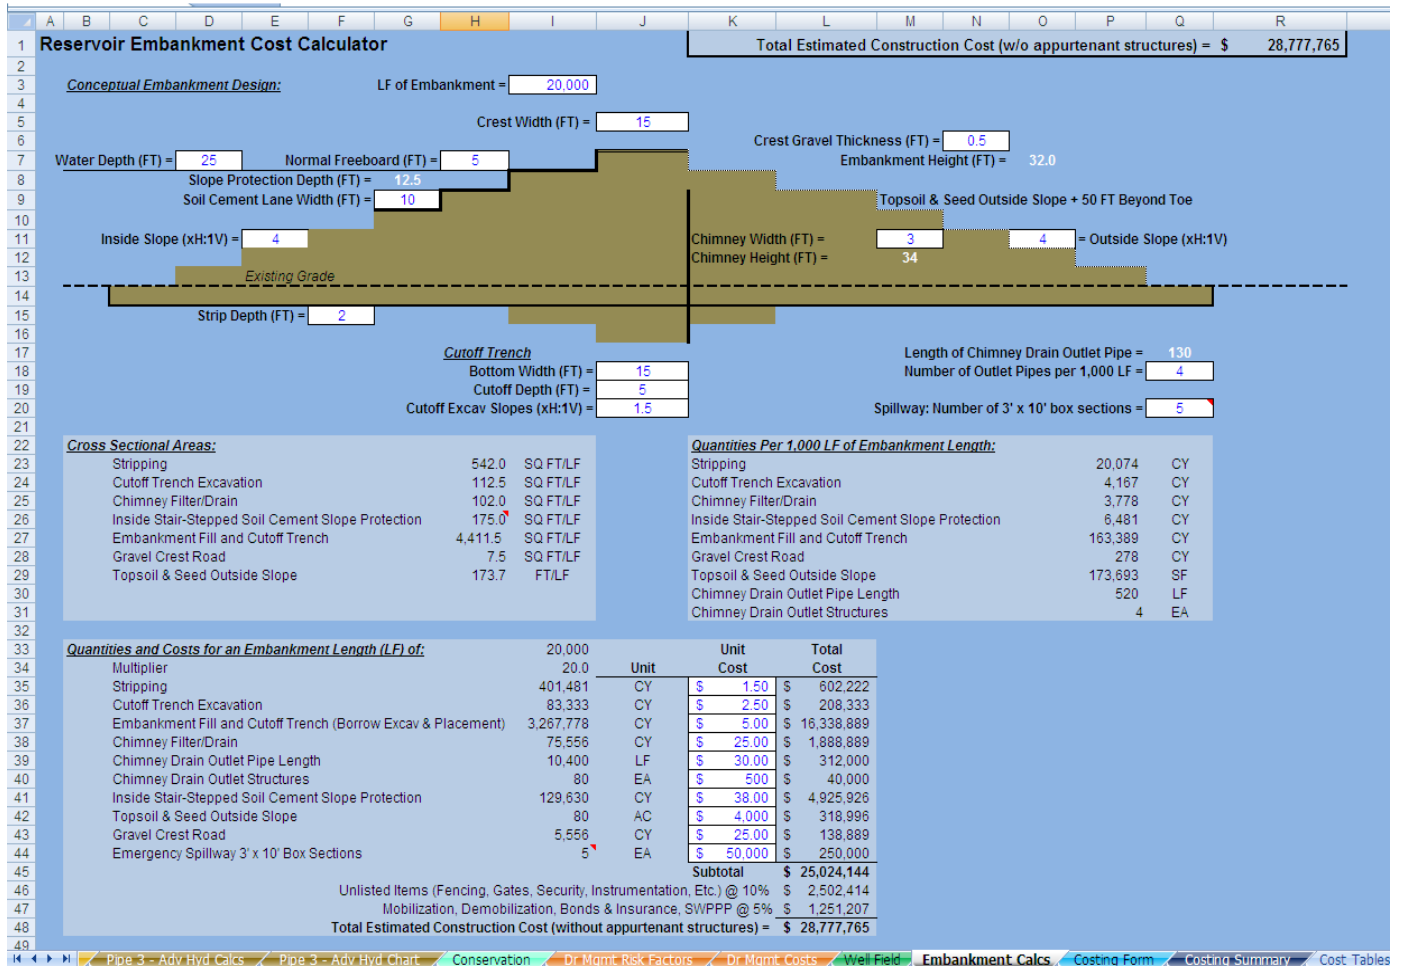 A B C D E F G H I J K L M N O P Q R
1 Reservoir Embankment Cost Calculator Total Estimated Construction Cost (w/o appurtenant structures) = $ 28,777,765
2
3 Conceptual Embankment Design: LF of Embankment = 20,000
4
5 Crest Width (FT) = 15
6 Crest Gravel Thickness (FT) = 0.5
7 Water Depth (FT) = 25 Normal Freeboard (FT) = 5 Embankment Height (FT) = 32.0
8 Slope Protection Depth (FT) = 12.5
9 Soil Cement Lane Width (FT) = 10 Topsoil & Seed Outside Slope + 50 FT Beyond Toe
10
11 Inside Slope (xH:1V) = 4 Chimney Width (FT) = 3 4 = Outside Slope (xH:1V)
12 Chimney Height (FT) = 34
13 Existing Grade
14
15 Strip Depth (FT) = 2
16
17 Cutoff Trench Length of Chimney Drain Outlet Pipe = 130
18 Bottom Width (FT) = 15 Number of Outlet Pipes per 1,000 LF = 4
19 Cutoff Depth (FT) = 5
20 Cutoff Excav Slopes (xH:1V) = 1.5 Spillway: Number of 3' x 10' box sections = 5
21
22 Cross Sectional Areas: Quantities Per 1,000 LF of Embankment Length:
23 Stripping 542.0 SQ FT/LF Stripping 20,074 CY
24 Cutoff Trench Excavation 112.5 SQ FT/LF Cutoff Trench Excavation 4,167 CY
25 Chimney Filter/Drain 102.0 SQ FT/LF Chimney Filter/Drain 3,778 CY
26 Inside Stair-Stepped Soil Cement Slope Protection 175.0 SQ FT/LF Inside Stair-Stepped Soil Cement Slope Protection 6,481 CY
27 Embankment Fill and Cutoff Trench 4,411.5 SQ FT/LF Embankment Fill and Cutoff Trench 163,389 CY
28 Gravel Crest Road 7.5 SQ FT/LF Gravel Crest Road 278 CY
29 Topsoil & Seed Outside Slope 173.7 FT/LF Topsoil & Seed Outside Slope 173,693 SF
30 Chimney Drain Outlet Pipe Length 520 LF
31 Chimney Drain Outlet Structures 4 EA
32
33 Quantities and Costs for an Embankment Length (LF) of: 20,000 Unit Total
34 Multiplier 20.0 Unit Cost Cost
35 Stripping 401,481 CY $ 1.50 $ 602,222
36 Cutoff Trench Excavation 83,333 CY $ 2.50 $ 208,333
37 Embankment Fill and Cutoff Trench (Borrow Excav & Placement) 3,267,778 CY $ 5.00 $ 16,338,889
38 Chimney Filter/Drain 75,556 CY $ 25.00 $ 1,888,889
39 Chimney Drain Outlet Pipe Length 10,400 LF $ 30.00 $ 312,000
40 Chimney Drain Outlet Structures 80 EA $ 500 $ 40,000
41 Inside Stair-Stepped Soil Cement Slope Protection 129,630 CY $ 38.00 $ 4,925,926
42 Topsoil & Seed Outside Slope 80 AC $ 4,000 $ 318,996
43 Gravel Crest Road 5,556 CY $ 25.00 $ 138,889
44 Emergency Spillway 3' x 10' Box Sections 5 EA $ 50,000 $ 250,000
45 Subtotal $ 25,024,144
46 Unlisted Items (Fencing, Gates, Security, Instrumentation, Etc.) @ 10% $ 2,502,414
47 Mobilization, Demobilization, Bonds & Insurance, SWPPP @ 5% $ 1,251,207
48 Total Estimated Construction Cost (without appurtenant structures) = $ 28,777,765
49
Pipe 3 - Adv Hyd Calcs Pipe 3 - Adv Hyd Chart Conservation Dr Mgmt Risk Factors Dr Mgmt Costs Well Field Embankment Calcs Costing Form Costing Summary Cost Tables